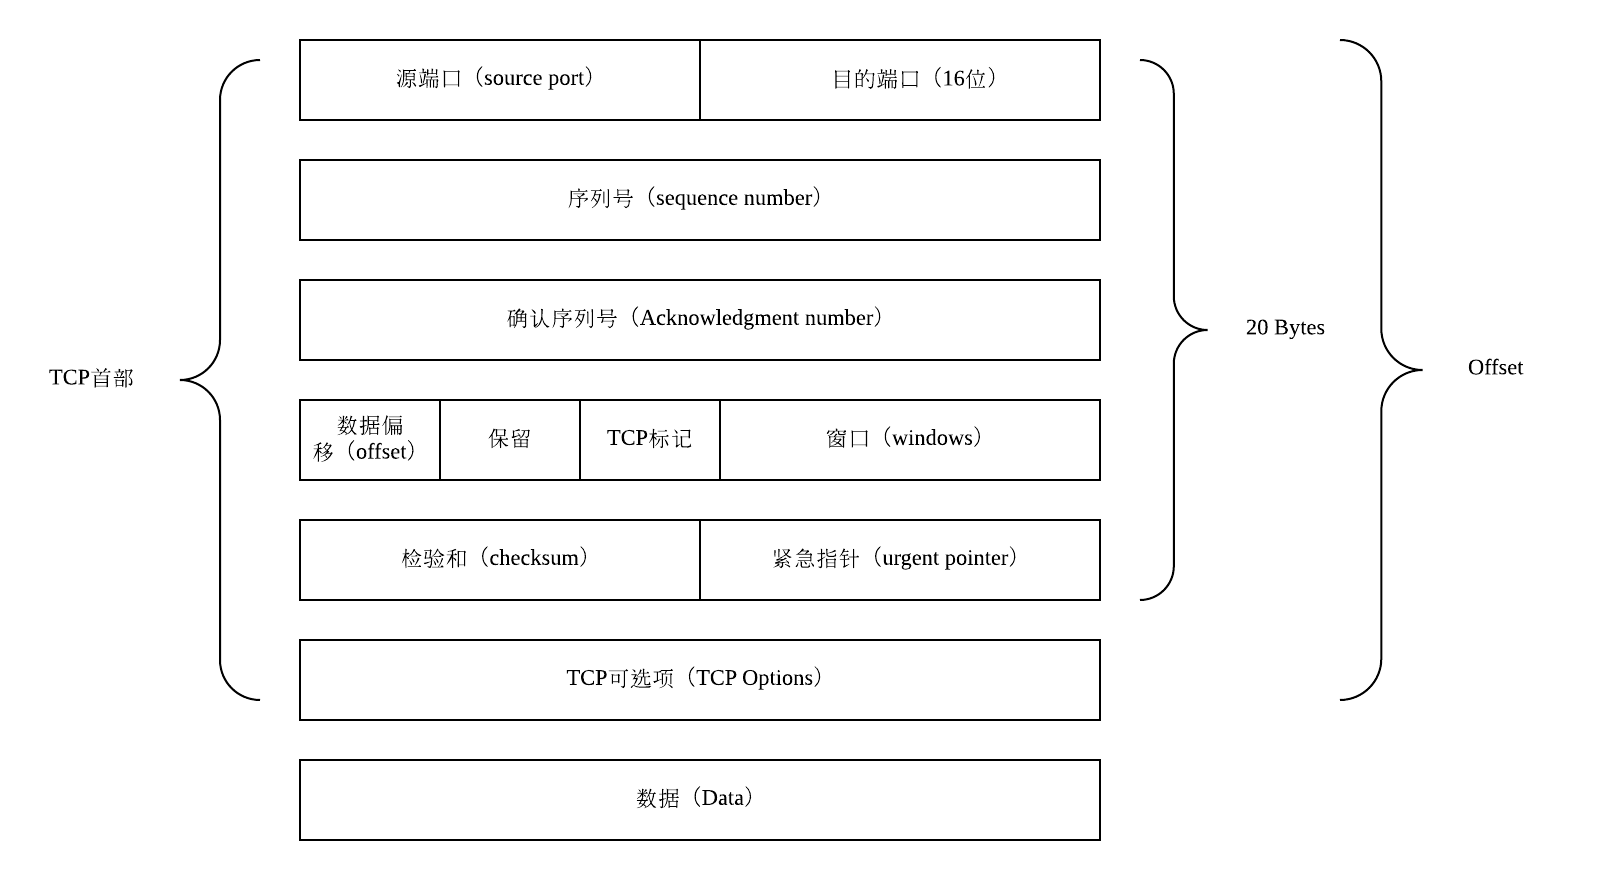 源端口（source port）
目的端口（16位）
序列号（sequence number）
确认序列号（Acknowledgment number）
20 Bytes
Offset
TCP首部
数据偏
移（offset）
保留
TCP标记
窗口（windows）
检验和（checksum）
紧急指针（urgent pointer）
TCP可选项（TCP Options）
数据（Data）